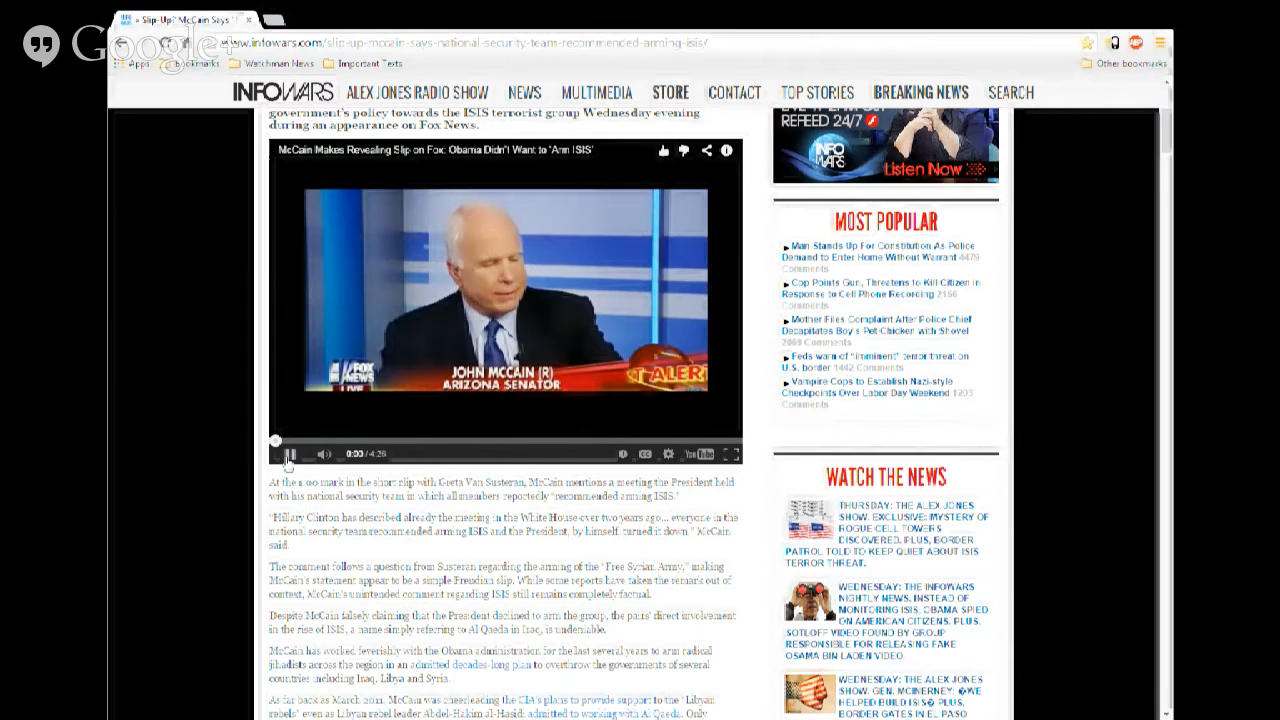 » Slip-Up? McCain Says "
Google+
www.infowars.com/slip-up-mccain-says-national-security-team-recommended-arming-isis/
Apps Bookmarks Watchman News Important Texts Other bookmarks
INFOWARS ALEX JONES RADIO SHOW NEWS MULTIMEDIA STORE CONTACT TOP STORIES BREAKING NEWS SEARCH
government's policy towards the ISIS terrorist group Wednesday evening
during an appearance on Fox News.
McCain Makes Revealing Slip on Fox: Obama Didn't Want to 'Arm ISIS'
FOX
NEWS
LIVE
JOHN McCAIN (R)
ARIZONA SENATOR
T ALERT
0:00 / 4:26
CC
YouTube
At the 1:00 mark in the short clip with Greta Van Susteran, McCain mentions a meeting the President held
with his national security team in which all members reportedly "recommended arming ISIS."
"Hillary Clinton has described already the meeting in the White House over two years ago… everyone in the
national security team recommended arming ISIS and the President, by himself, turned it down," McCain
said.
The comment follows a question from Susteran regarding the arming of the "Free Syrian Army," making
McCain's statement appear to be a simple Freudian slip. While some reports have taken the remark out of
context, McCain's unintended comment regarding ISIS still remains completely factual.
Despite McCain falsely claiming that the President declined to arm the group, the pairs' direct involvement
in the rise of ISIS, a name simply referring to Al Qaeda in Iraq, is undeniable.
McCain has worked feverishly with the Obama administration for the last several years to arm radical
jihadists across the region in an admitted decades-long plan to overthrow the governments of several
countries including Iraq, Libya and Syria.
As far back as March 2011, McCain was cheerleading the CIA's plans to provide support to the "Libyan
rebels" even as Libyan rebel leader Abdel-Hakim al-Hasidi admitted to working with Al Qaeda. Only
REFEED 24/7
INFO
WARS
Listen Now
MOST POPULAR
Man Stands Up For Constitution As Police
Demand to Enter Home Without Warrant 4479
Comments
Cop Points Gun, Threatens to Kill Citizen in
Response to Cell Phone Recording 2156
Comments
Mother Files Complaint After Police Chief
Decapitates Boy's Pet Chicken with Shovel
2069 Comments
Feds warn of "imminent" terror threat on
U.S. border 1442 Comments
Vampire Cops to Establish Nazi-style
Checkpoints Over Labor Day Weekend 1203
Comments
WATCH THE NEWS
THURSDAY: THE ALEX JONES
SHOW. EXCLUSIVE: MYSTERY OF
ROGUE CELL TOWERS
DISCOVERED. PLUS, BORDER
PATROL TOLD TO KEEP QUIET ABOUT ISIS
TERROR THREAT.
WEDNESDAY: THE INFOWARS
NIGHTLY NEWS. INSTEAD OF
MONITORING ISIS, OBAMA SPIED
ON AMERICAN CITIZENS. PLUS,
SOTLOFF VIDEO FOUND BY GROUP
RESPONSIBLE FOR RELEASING FAKE
OSAMA BIN LADEN VIDEO
WEDNESDAY: THE ALEX JONES
SHOW. GEN. MCINERNEY: �WE
HELPED BUILD ISIS� PLUS,
BORDER GATES IN EL PASO